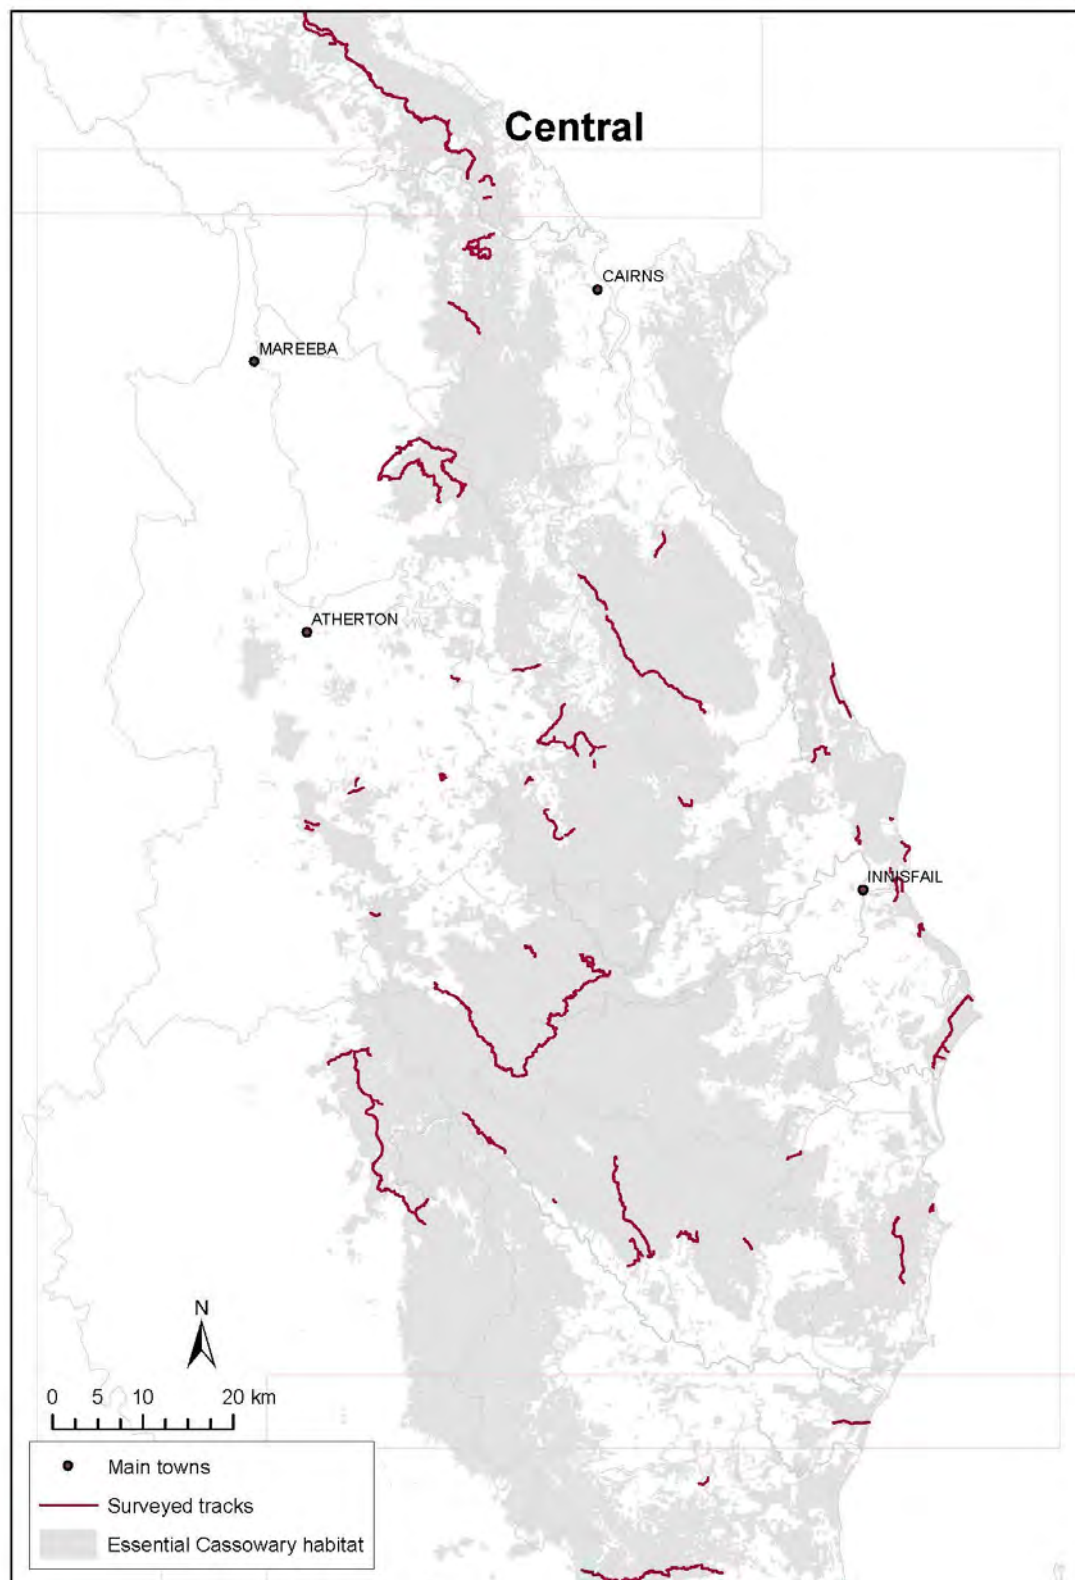 Central
CAIRNS
MAREEBA
ATHERTON
INNISFAIL
N
0 5 10 20 km
Main towns
Surveyed tracks
Essential Cassowary habitat